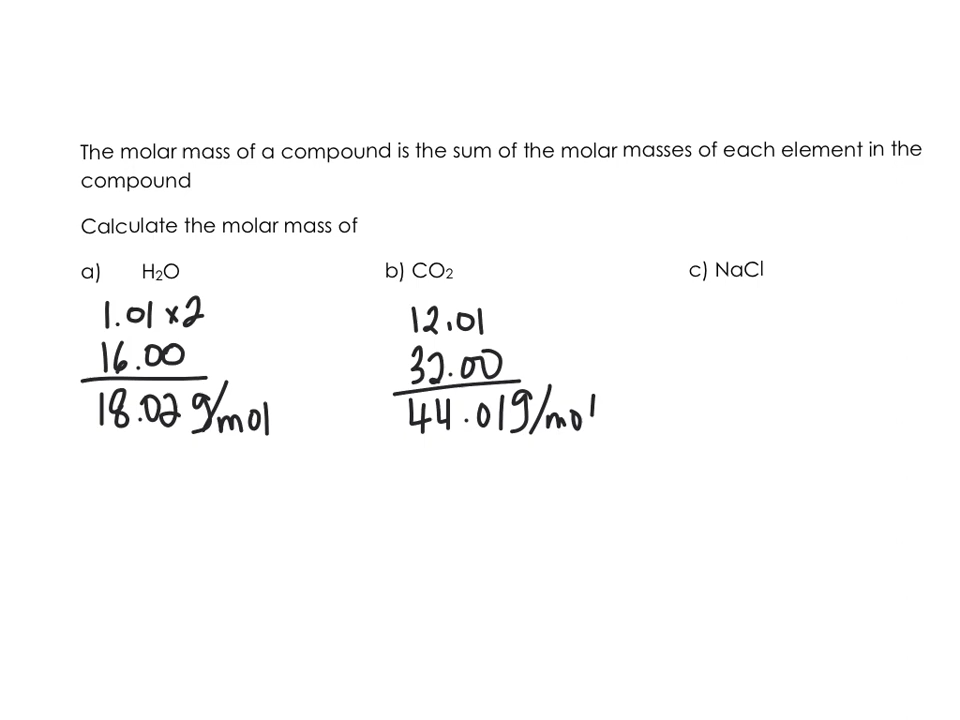 The molar mass of a compound is the sum of the molar masses of each element in the
compound
Calculate the molar mass of
a) H₂O b) CO₂ c) NaCl
1.01 x2 12.01
16.00 32.00
18.02 g/mol 44.01g/mol